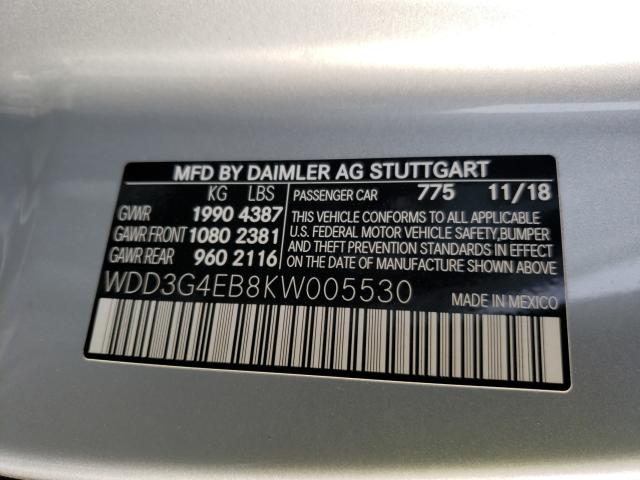 MFD BY DAIMLER AG STUTTGART
KG LBS PASSENGER CAR 775 11/18
GVWR 1990 4387 THIS VEHICLE CONFORMS TO ALL APPLICABLE
U.S. FEDERAL MOTOR VEHICLE SAFETY,BUMPER
GAWR FRONT 1080 2381 AND THEFT PREVENTION STANDARDS IN EFFECT
GAWR REAR 960 2116 ON THE DATE OF MANUFACTURE SHOWN ABOVE
WDD3G4EB8KW005530 MADE IN MEXICO